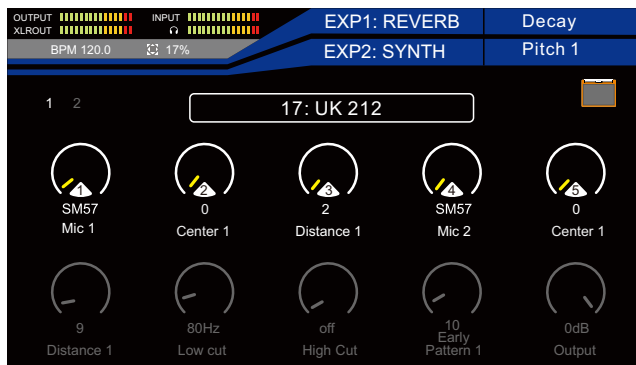 OUTPUT INPUT EXP1: REVERB Decay
XLROUT
BPM 120.0 17% EXP2: SYNTH Pitch 1
1 2 17: UK 212
1 2 3 4 5
SM57 0 2 SM57 0
Mic 1 Center 1 Distance 1 Mic 2 Center 1
9 80Hz off 10 0dB
Distance 1 Low cut High Cut Early Pattern 1 Output